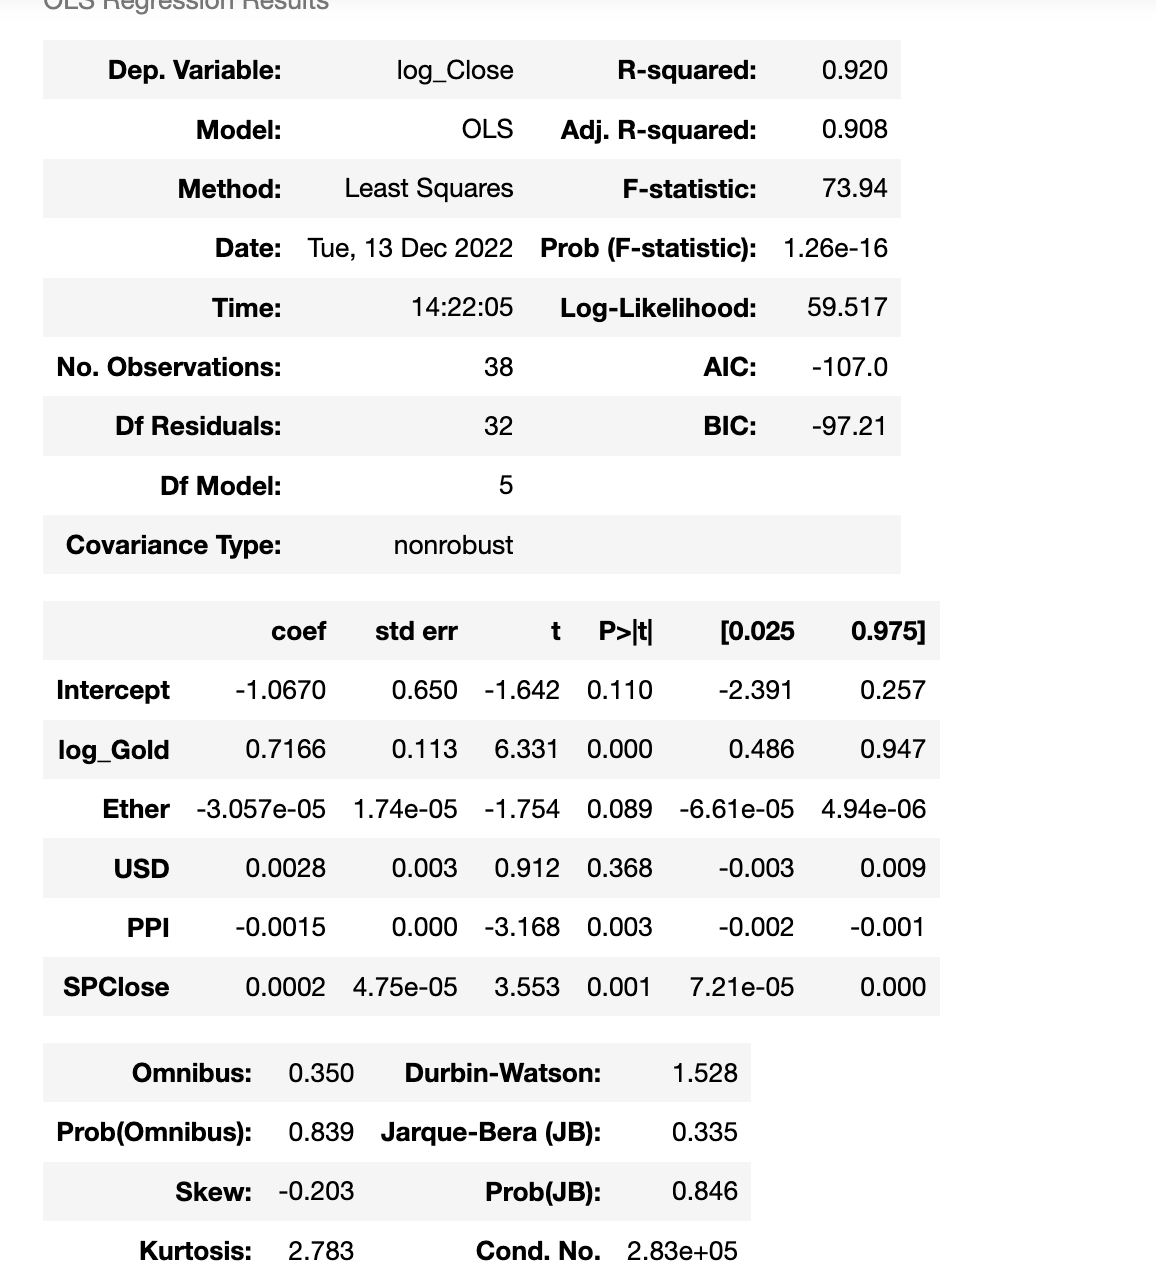 OLS Regression Results
Dep. Variable: log_Close R-squared: 0.920
Model: OLS Adj. R-squared: 0.908
Method: Least Squares F-statistic: 73.94
Date: Tue, 13 Dec 2022 Prob (F-statistic): 1.26e-16
Time: 14:22:05 Log-Likelihood: 59.517
No. Observations: 38 AIC: -107.0
Df Residuals: 32 BIC: -97.21
Df Model: 5
Covariance Type: nonrobust
coef std err t P>|t| [0.025 0.975]
Intercept -1.0670 0.650 -1.642 0.110 -2.391 0.257
log_Gold 0.7166 0.113 6.331 0.000 0.486 0.947
Ether -3.057e-05 1.74e-05 -1.754 0.089 -6.61e-05 4.94e-06
USD 0.0028 0.003 0.912 0.368 -0.003 0.009
PPI -0.0015 0.000 -3.168 0.003 -0.002 -0.001
SPClose 0.0002 4.75e-05 3.553 0.001 7.21e-05 0.000
Omnibus: 0.350 Durbin-Watson: 1.528
Prob(Omnibus): 0.839 Jarque-Bera (JB): 0.335
Skew: -0.203 Prob(JB): 0.846
Kurtosis: 2.783 Cond. No. 2.83e+05